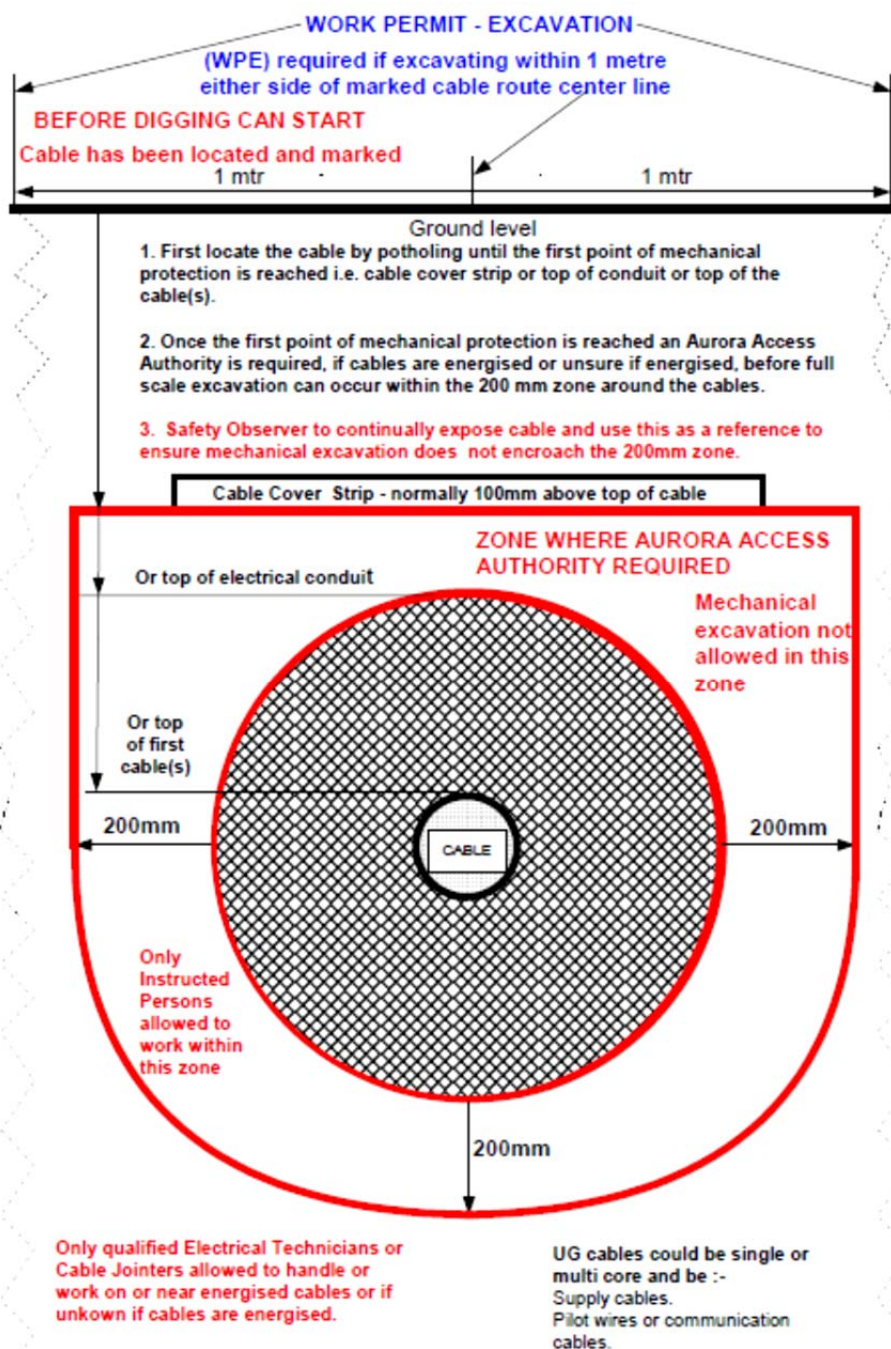 WORK PERMIT - EXCAVATION
(WPE) required if excavating within 1 metre
either side of marked cable route center line
BEFORE DIGGING CAN START
Cable has been located and marked
1 mtr
1 mtr
Ground level
1. First locate the cable by potholing until the first point of mechanical
protection is reached i.e. cable cover strip or top of conduit or top of the
cable(s).
2. Once the first point of mechanical protection is reached an Aurora Access
Authority is required, if cables are energised or unsure if energised, before full
scale excavation can occur within the 200 mm zone around the cables.
3. Safety Observer to continually expose cable and use this as a reference to
ensure mechanical excavation does not encroach the 200mm zone.
Cable Cover Strip - normally 100mm above top of cable
ZONE WHERE AURORA ACCESS
AUTHORITY REQUIRED
Or top of electrical conduit
Mechanical
excavation not
allowed in this
zone
Or top
of first
cable(s)
200mm
200mm
CABLE
Only
Instructed
Persons
allowed to
work within
this zone
200mm
Only qualified Electrical Technicians or
Cable Jointers allowed to handle or
work on or near energised cables or if
unkown if cables are energised.
UG cables could be single or
multi core and be :-
Supply cables.
Pilot wires or communication
cables.